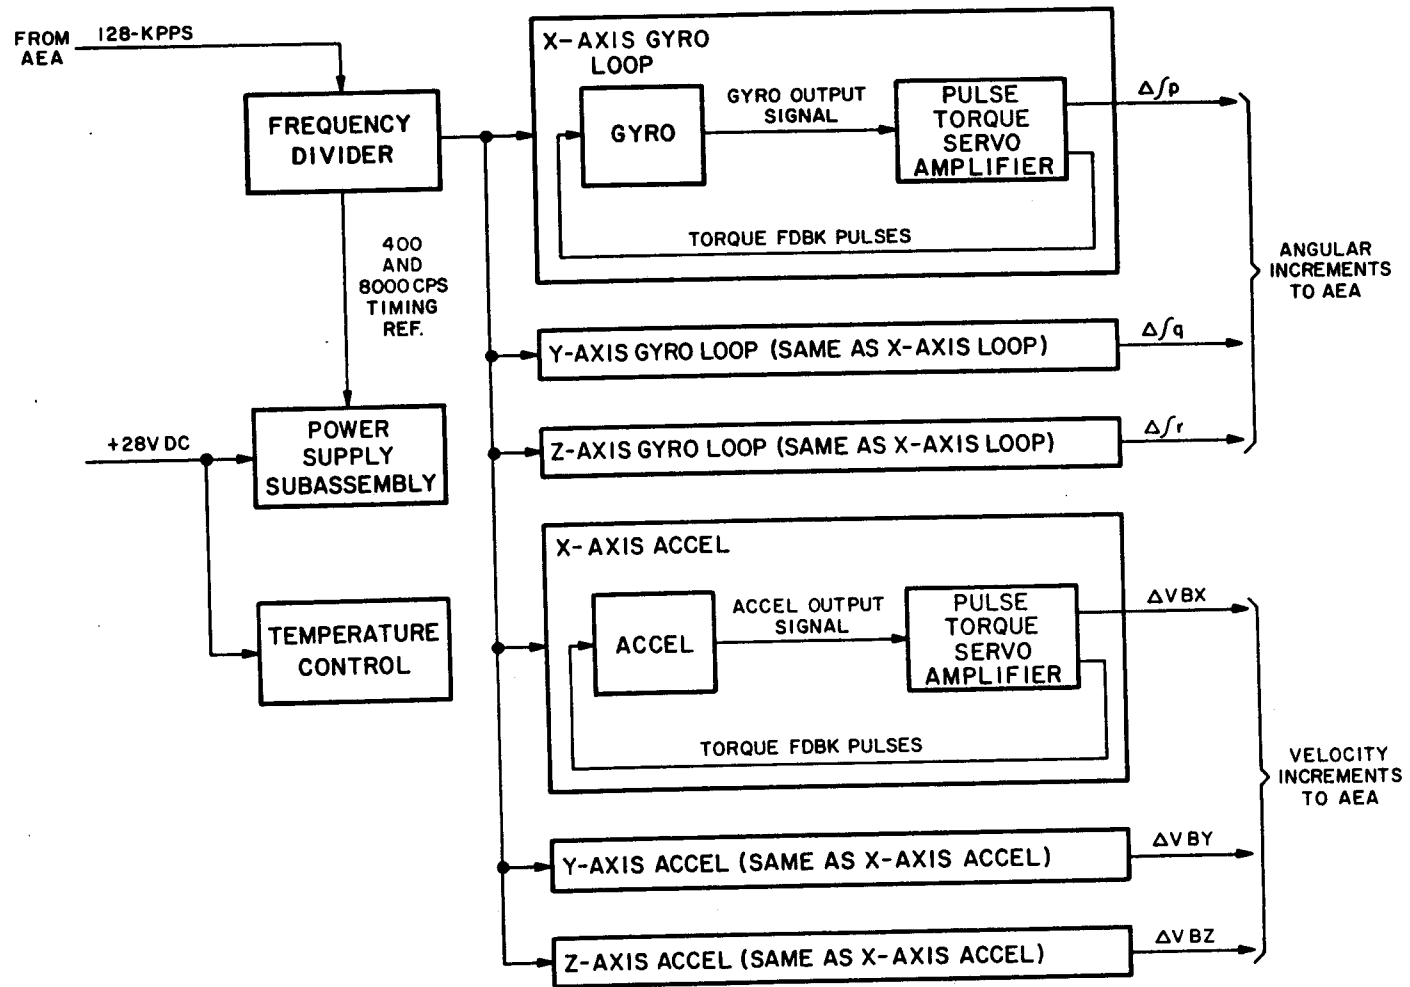 FROM
AEA
128-KPPS
FREQUENCY
DIVIDER
400
AND
8000 CPS
TIMING
REF.
+28V DC
POWER
SUPPLY
SUBASSEMBLY
TEMPERATURE
CONTROL
X-AXIS GYRO
LOOP
GYRO
GYRO OUTPUT
SIGNAL
PULSE
TORQUE
SERVO
AMPLIFIER
TORQUE FDBK PULSES
Δ∫p
Y-AXIS GYRO LOOP (SAME AS X-AXIS LOOP)
Δ∫q
Z-AXIS GYRO LOOP (SAME AS X-AXIS LOOP)
Δ∫r
ANGULAR
INCREMENTS
TO AEA
X-AXIS ACCEL
ACCEL
ACCEL OUTPUT
SIGNAL
PULSE
TORQUE
SERVO
AMPLIFIER
TORQUE FDBK PULSES
ΔVBX
Y-AXIS ACCEL (SAME AS X-AXIS ACCEL)
ΔVBY
Z-AXIS ACCEL (SAME AS X-AXIS ACCEL)
ΔVBZ
VELOCITY
INCREMENTS
TO AEA